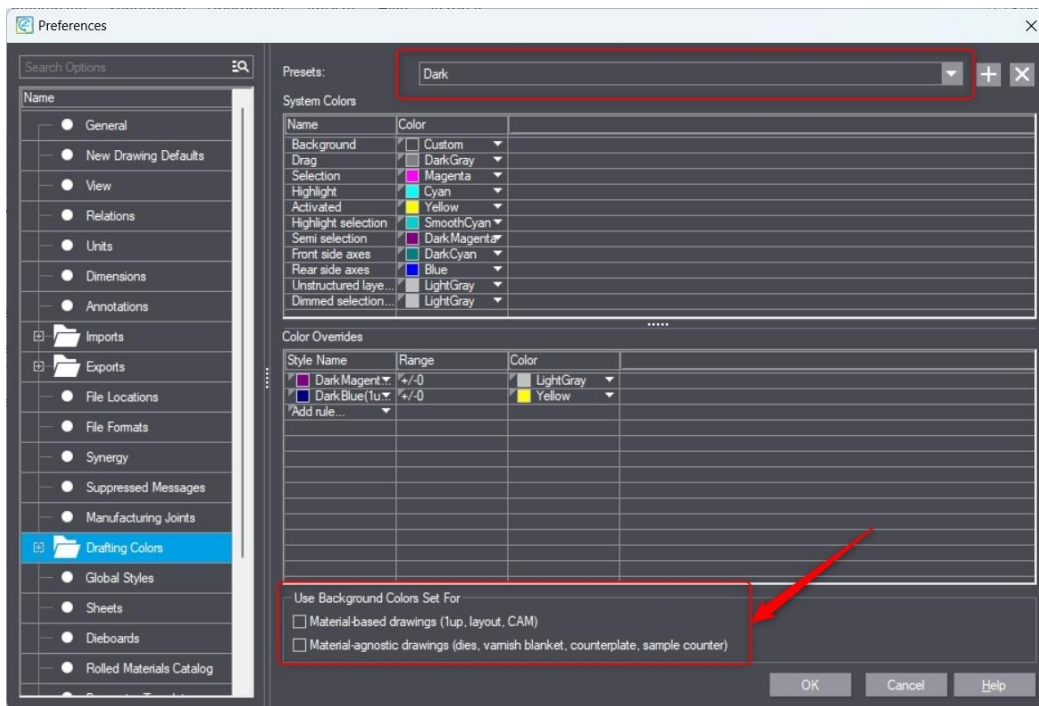 Preferences
Search Options
Name
General
New Drawing Defaults
View
Relations
Units
Dimensions
Annotations
Imports
Exports
File Locations
File Formats
Synergy
Suppressed Messages
Manufacturing Joints
Drafting Colors
Global Styles
Sheets
Dieboards
Rolled Materials Catalog
Presets: Dark
System Colors
Name Color
Background Custom
Drag DarkGray
Selection Magenta
Highlight Cyan
Activated Yellow
Highlight selection SmoothCyan
Semi selection DarkMagenta
Front side axes DarkCyan
Rear side axes Blue
Unstructured laye... LightGray
Dimmed selection... LightGray
Color Overrides
Style Name Range Color
DarkMagent... +/-0 LightGray
DarkBlue(1u... +/-0 Yellow
Add rule...
Use Background Colors Set For
Material-based drawings (1up, layout, CAM)
Material-agnostic drawings (dies, varnish blanket, counterplate, sample counter)
OK Cancel Help